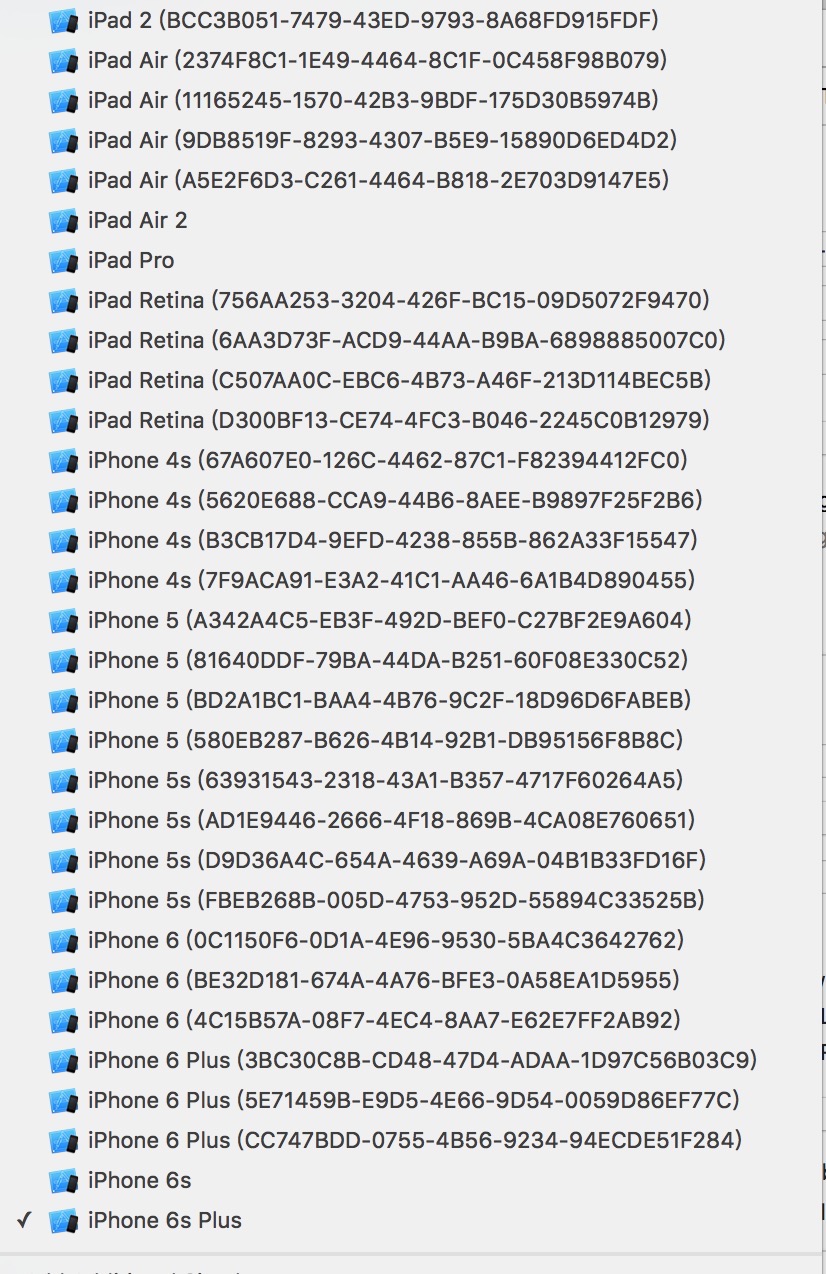 iPad 2 (BCC3B051-7479-43ED-9793-8A68FD915FDF)
iPad Air (2374F8C1-1E49-4464-8C1F-0C458F98B079)
iPad Air (11165245-1570-42B3-9BDF-175D30B5974B)
iPad Air (9DB8519F-8293-4307-B5E9-15890D6ED4D2)
iPad Air (A5E2F6D3-C261-4464-B818-2E703D9147E5)
iPad Air 2
iPad Pro
iPad Retina (756AA253-3204-426F-BC15-09D5072F9470)
iPad Retina (6AA3D73F-ACD9-44AA-B9BA-6898885007C0)
iPad Retina (C507AA0C-EBC6-4B73-A46F-213D114BEC5B)
iPad Retina (D300BF13-CE74-4FC3-B046-2245C0B12979)
iPhone 4s (67A607E0-126C-4462-87C1-F82394412FC0)
iPhone 4s (5620E688-CCA9-44B6-8AEE-B9897F25F2B6)
iPhone 4s (B3CB17D4-9EFD-4238-855B-862A33F15547)
iPhone 4s (7F9ACA91-E3A2-41C1-AA46-6A1B4D890455)
iPhone 5 (A342A4C5-EB3F-492D-BEF0-C27BF2E9A604)
iPhone 5 (81640DDF-79BA-44DA-B251-60F08E330C52)
iPhone 5 (BD2A1BC1-BAA4-4B76-9C2F-18D96D6FABEB)
iPhone 5 (580EB287-B626-4B14-92B1-DB95156F8B8C)
iPhone 5s (63931543-2318-43A1-B357-4717F60264A5)
iPhone 5s (AD1E9446-2666-4F18-869B-4CA08E760651)
iPhone 5s (D9D36A4C-654A-4639-A69A-04B1B33FD16F)
iPhone 5s (FBEB268B-005D-4753-952D-55894C33525B)
iPhone 6 (0C1150F6-0D1A-4E96-9530-5BA4C3642762)
iPhone 6 (BE32D181-674A-4A76-BFE3-0A58EA1D5955)
iPhone 6 (4C15B57A-08F7-4EC4-8AA7-E62E7FF2AB92)
iPhone 6 Plus (3BC30C8B-CD48-47D4-ADAA-1D97C56B03C9)
iPhone 6 Plus (5E71459B-E9D5-4E66-9D54-0059D86EF77C)
iPhone 6 Plus (CC747BDD-0755-4B56-9234-94ECDE51F284)
iPhone 6s
✓ iPhone 6s Plus